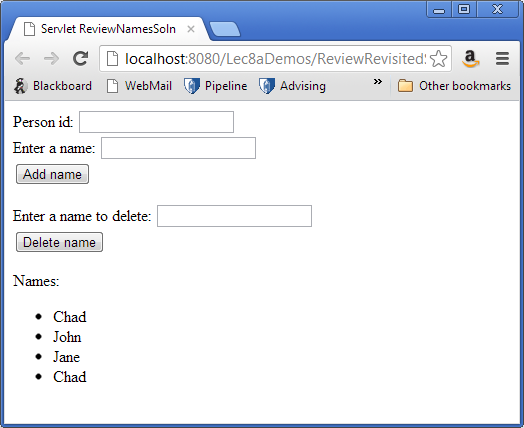 Servlet ReviewNamesSoln
localhost:8080/Lec8aDemos/ReviewRevisited
Blackboard WebMail Pipeline Advising » Other bookmarks
Person id:
Enter a name:
Add name
Enter a name to delete:
Delete name
Names:
Chad
John
Jane
Chad